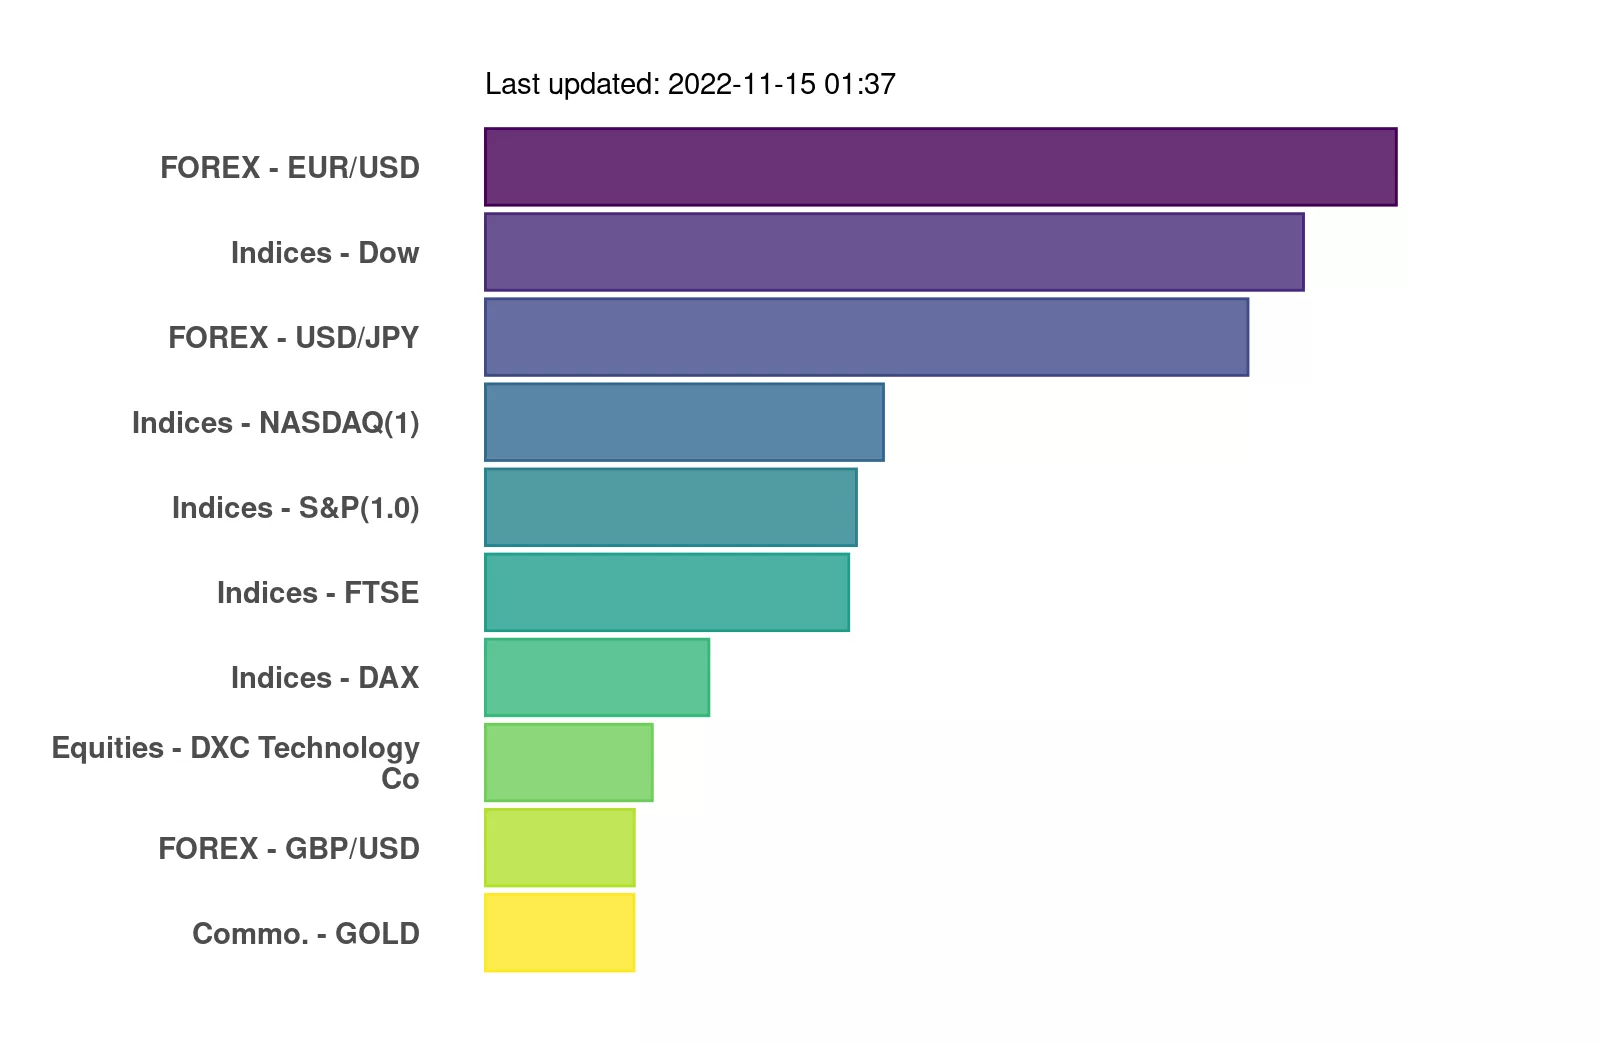 Last updated: 2022-11-15 01:37
FOREX - EUR/USD
Indices - Dow
FOREX - USD/JPY
Indices - NASDAQ(1)
Indices - S&P(1.0)
Indices - FTSE
Indices - DAX
Equities - DXC Technology
Co
FOREX - GBP/USD
Commo. - GOLD